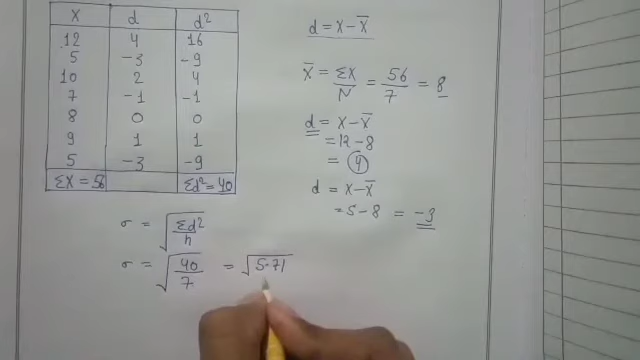 X d d²
12 4 16
5 -3 -9
10 2 4
7 -1 -1
8 0 0
9 1 1
5 -3 -9
ΣX = 56 Σd² = 40
σ = √(Σd²/n)
σ = √(40/7) = √5.71
d = X - X̄
X̄ = ΣX/N = 56/7 = 8
d = X - X̄
= 12 - 8
= 4
d = X - X̄
= 5 - 8 = -3